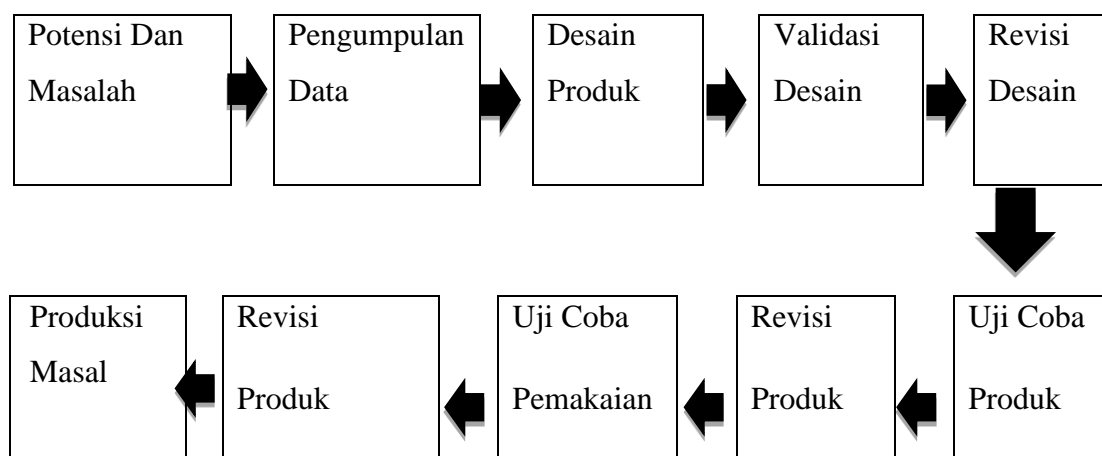 Potensi Dan
Masalah
Pengumpulan
Data
Desain
Produk
Validasi
Desain
Revisi
Desain
Produksi
Masal
Revisi
Produk
Uji Coba
Pemakaian
Revisi
Produk
Uji Coba
Produk